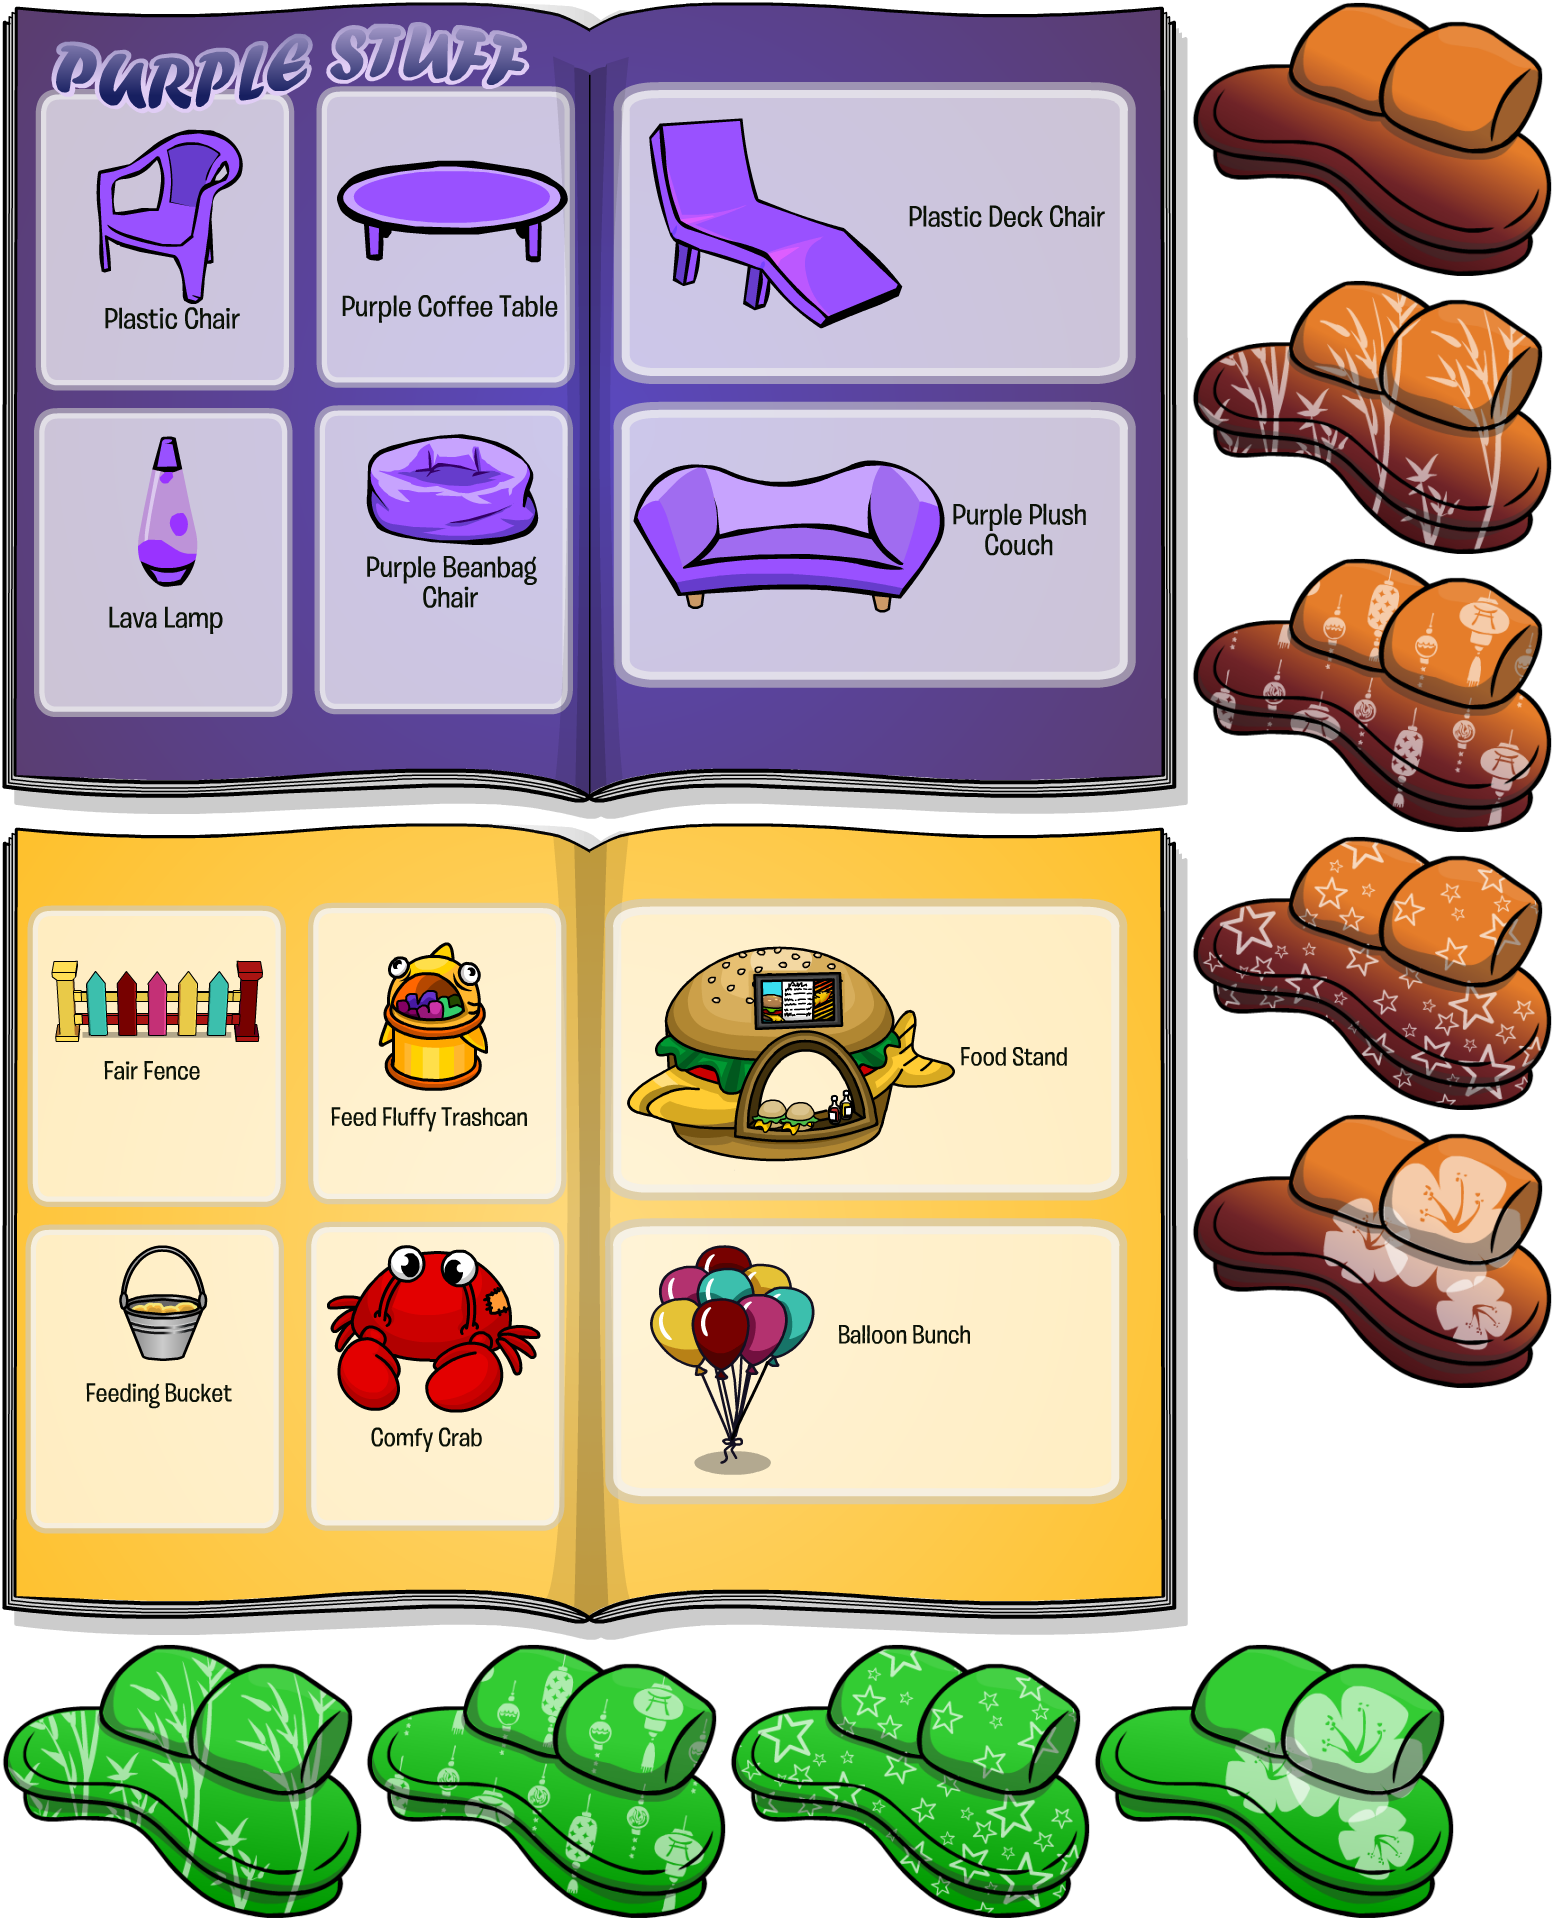 PURPLE STUFF
Plastic Chair
Purple Coffee Table
Plastic Deck Chair
Lava Lamp
Purple Beanbag
Chair
Purple Plush
Couch
Fair Fence
Feed Fluffy Trashcan
Food Stand
Feeding Bucket
Comfy Crab
Balloon Bunch